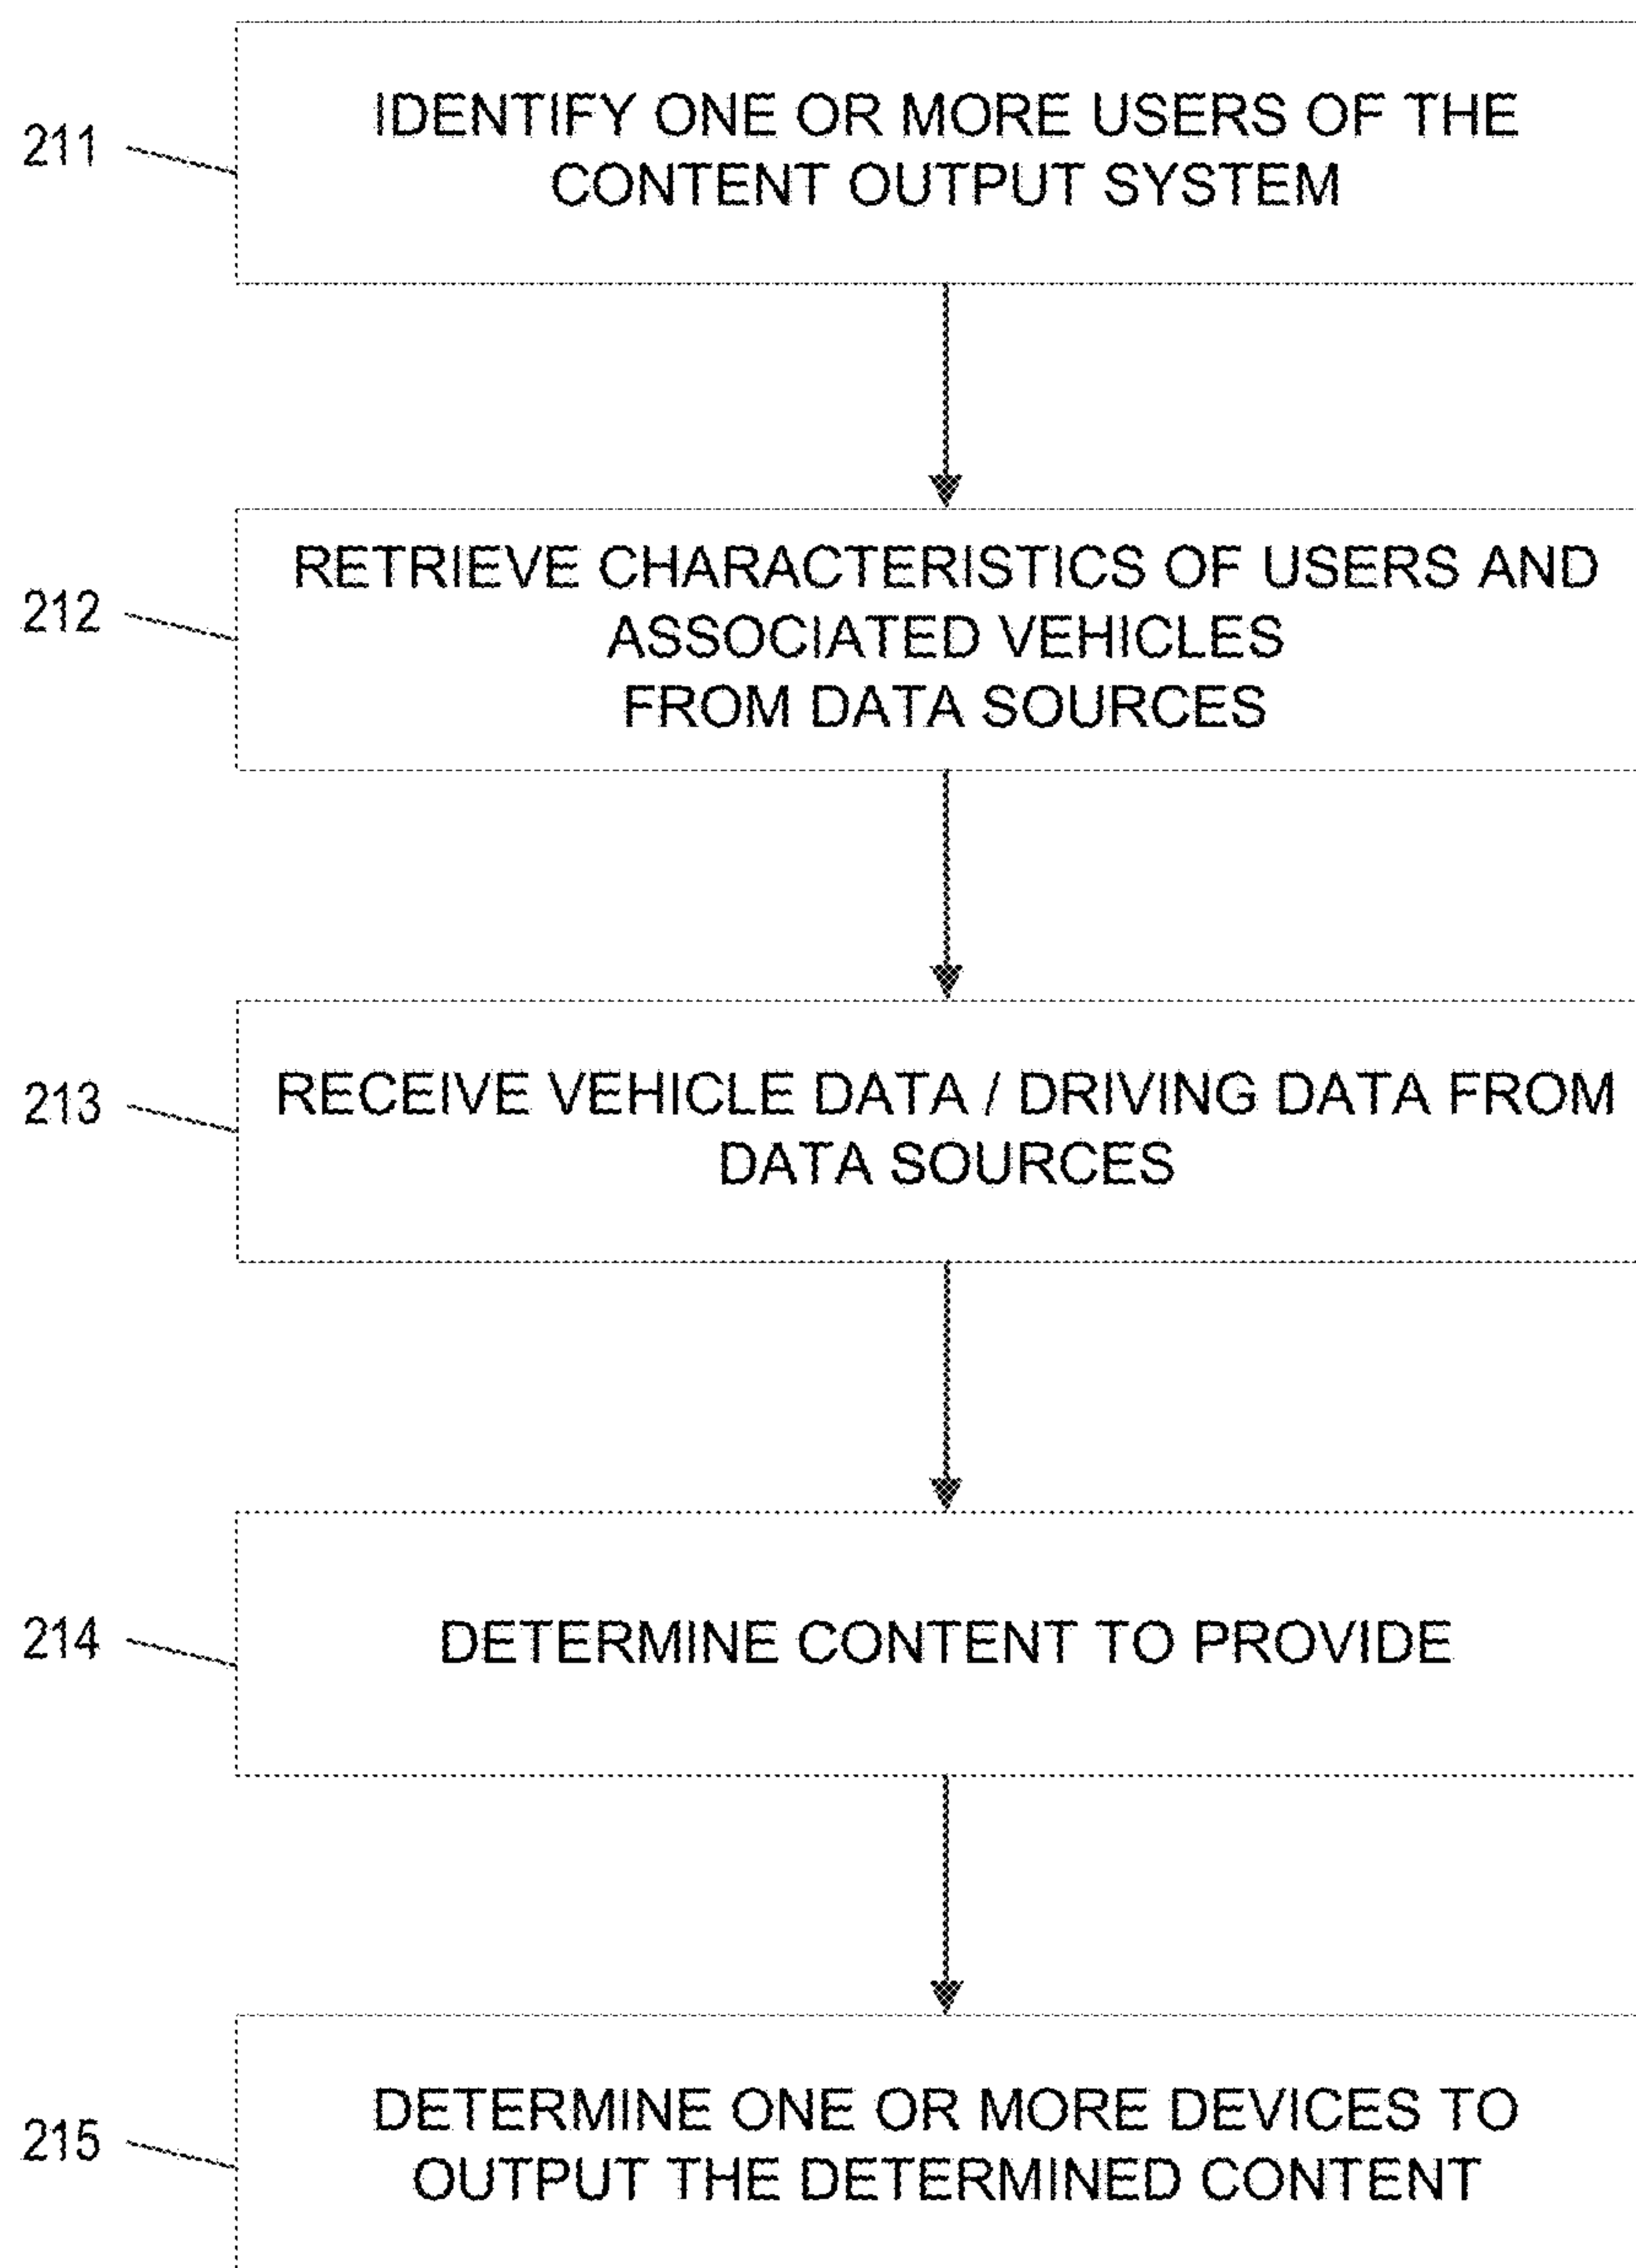 211
IDENTIFY ONE OR MORE USERS OF THE
CONTENT OUTPUT SYSTEM
212
RETRIEVE CHARACTERISTICS OF USERS AND
ASSOCIATED VEHICLES
FROM DATA SOURCES
213
RECEIVE VEHICLE DATA / DRIVING DATA FROM
DATA SOURCES
214
DETERMINE CONTENT TO PROVIDE
215
DETERMINE ONE OR MORE DEVICES TO
OUTPUT THE DETERMINED CONTENT